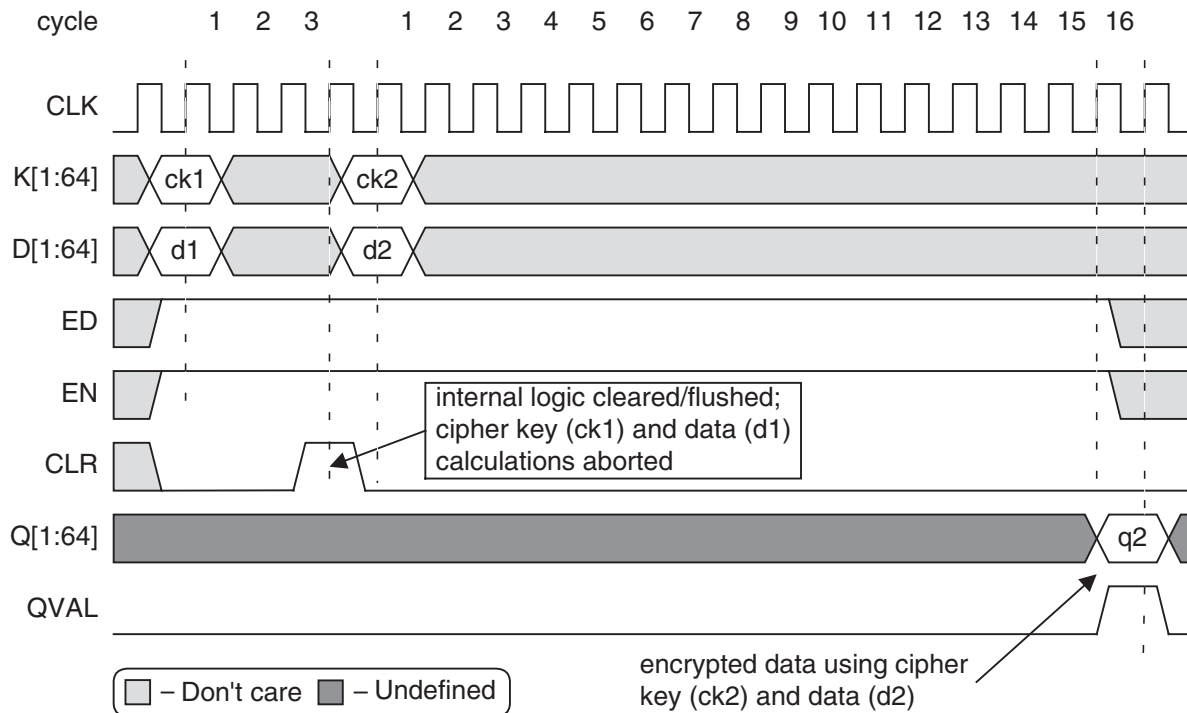 cycle 1 2 3 1 2 3 4 5 6 7 8 9 10 11 12 13 14 15 16
CLK
K[1:64] ck1 ck2
D[1:64] d1 d2
ED
EN
internal logic cleared/flushed;
cipher key (ck1) and data (d1)
calculations aborted
CLR
Q[1:64] q2
QVAL
encrypted data using cipher
key (ck2) and data (d2)
– Don't care – Undefined